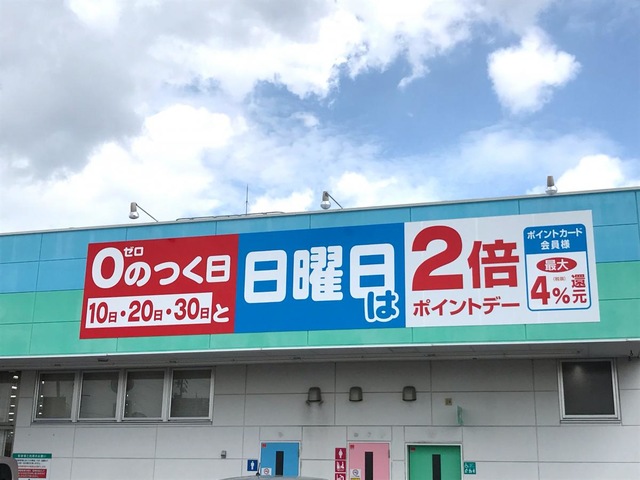 ゼロ
0のつく日
10日・20日・30日と
日曜日
は
2倍
ポイントデー
ポイントカード
会員様
最大
4%還元